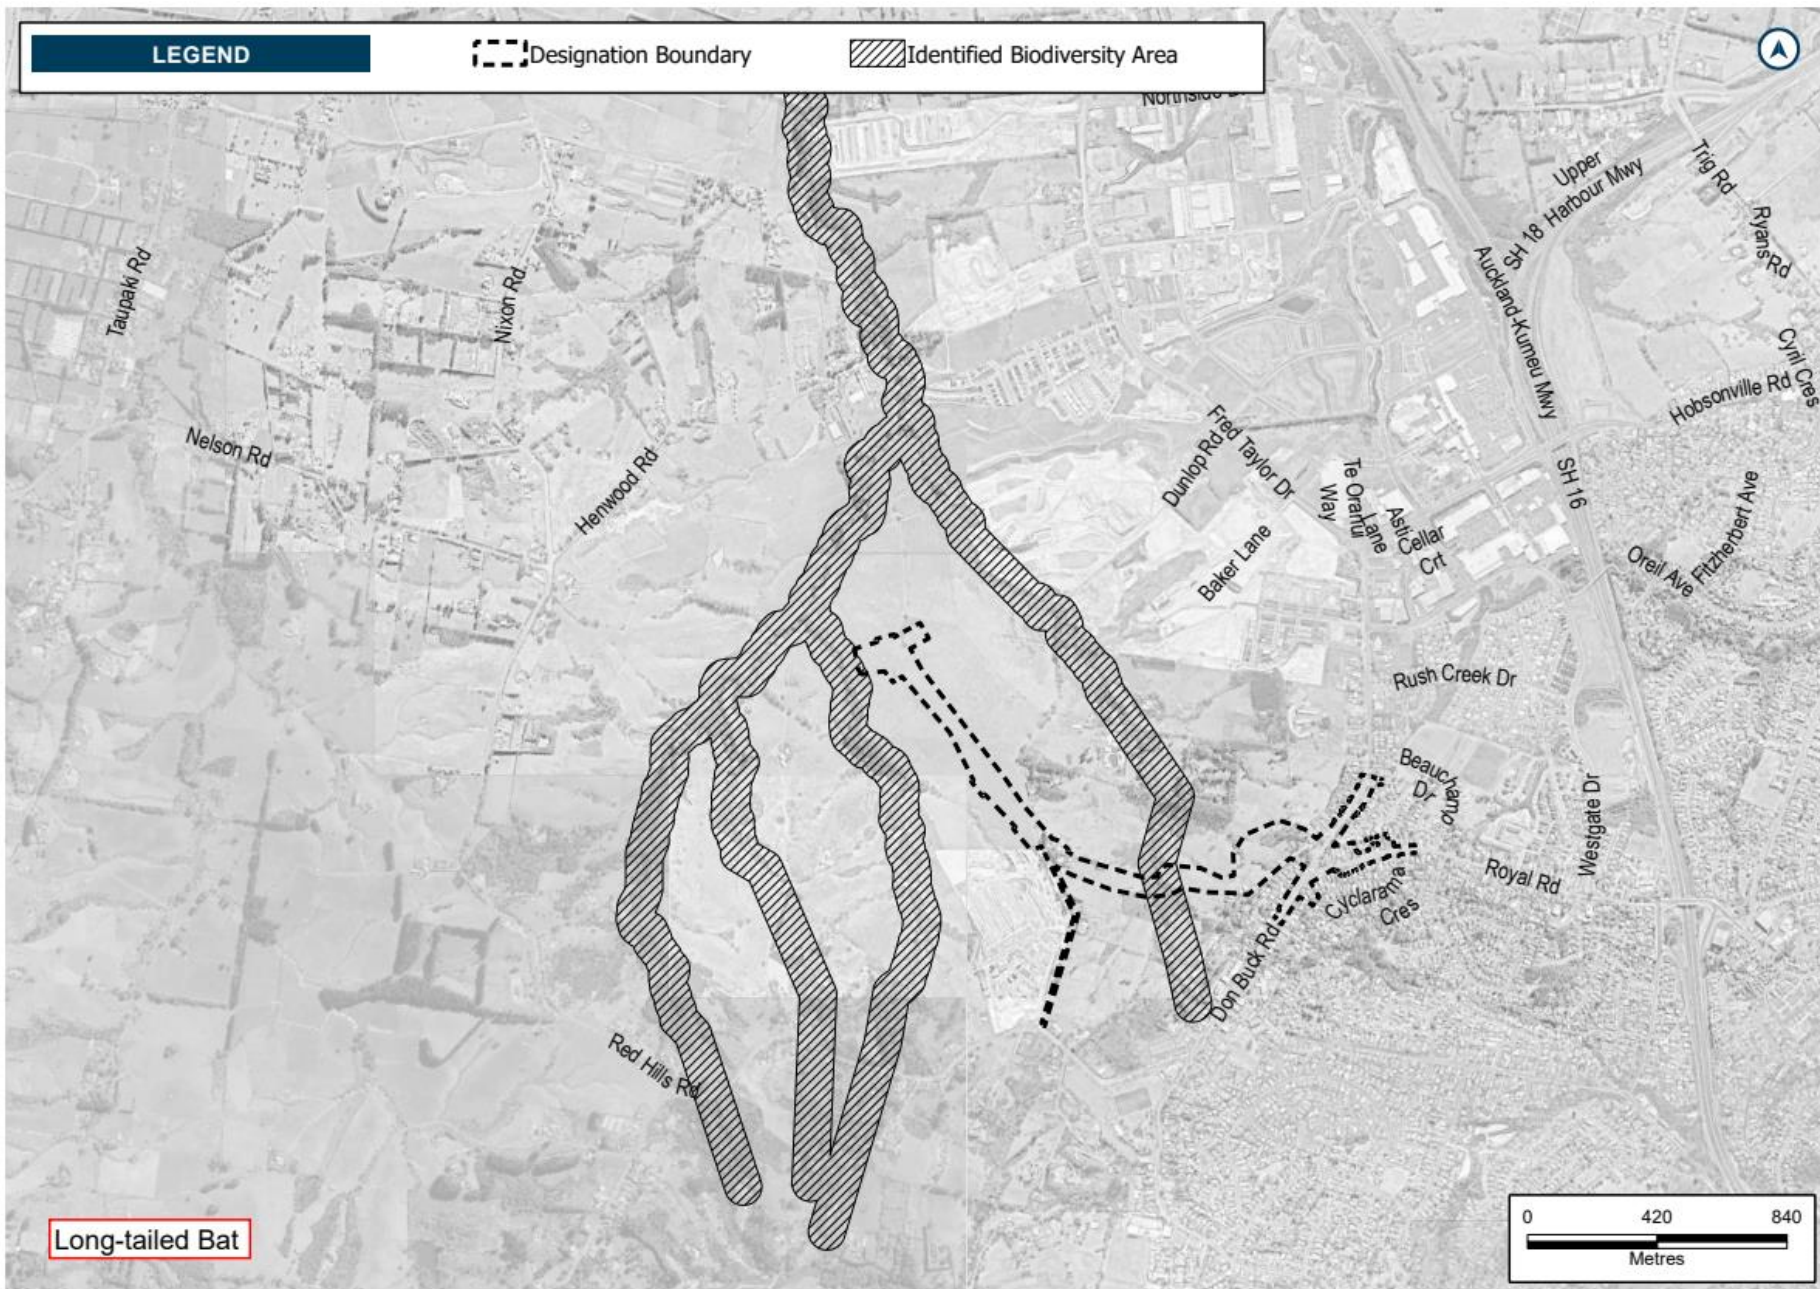 LEGEND
Designation Boundary
Identified Biodiversity Area
Northside
Upper
Harbour Mwy
SH 18
Trig Rd
Ryans Rd
Taupaki Rd
Nixon Rd
Auckland-Kumeu Mwy
Cyril Cres
Hobsonville Rd
Nelson Rd
Henwood Rd
Fred Taylor Dr
Dunlop Rd
Te Oranui
Way
Asti
Lane
Cellar
Crt
SH 16
Fitzherbert Ave
Oreil Ave
Baker Lane
Rush Creek Dr
Beauchamp
Dr
Westgate Dr
Royal Rd
Cyclarama
Cres
Don Buck Rd
Red Hills Rd
Long-tailed Bat
0 420 840
Metres